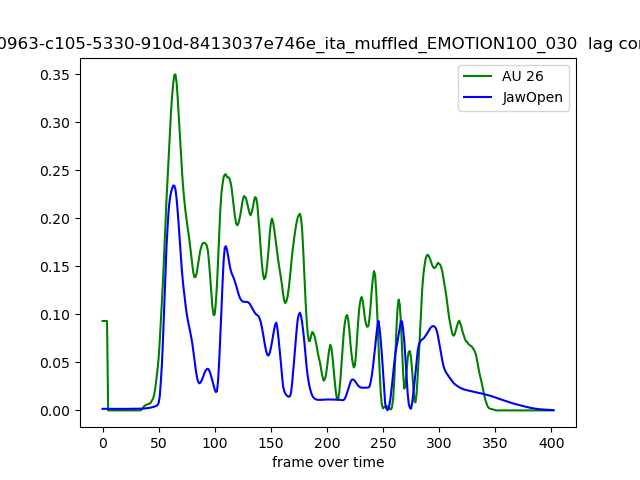 0963-c105-5330-910d-8413037e746e_ita_muffled_EMOTION100_030 lag
AU 26
JawOpen
0.35
0.30
0.25
0.20
0.15
0.10
0.05
0.00
0 50 100 150 200 250 300 350 400
frame over time